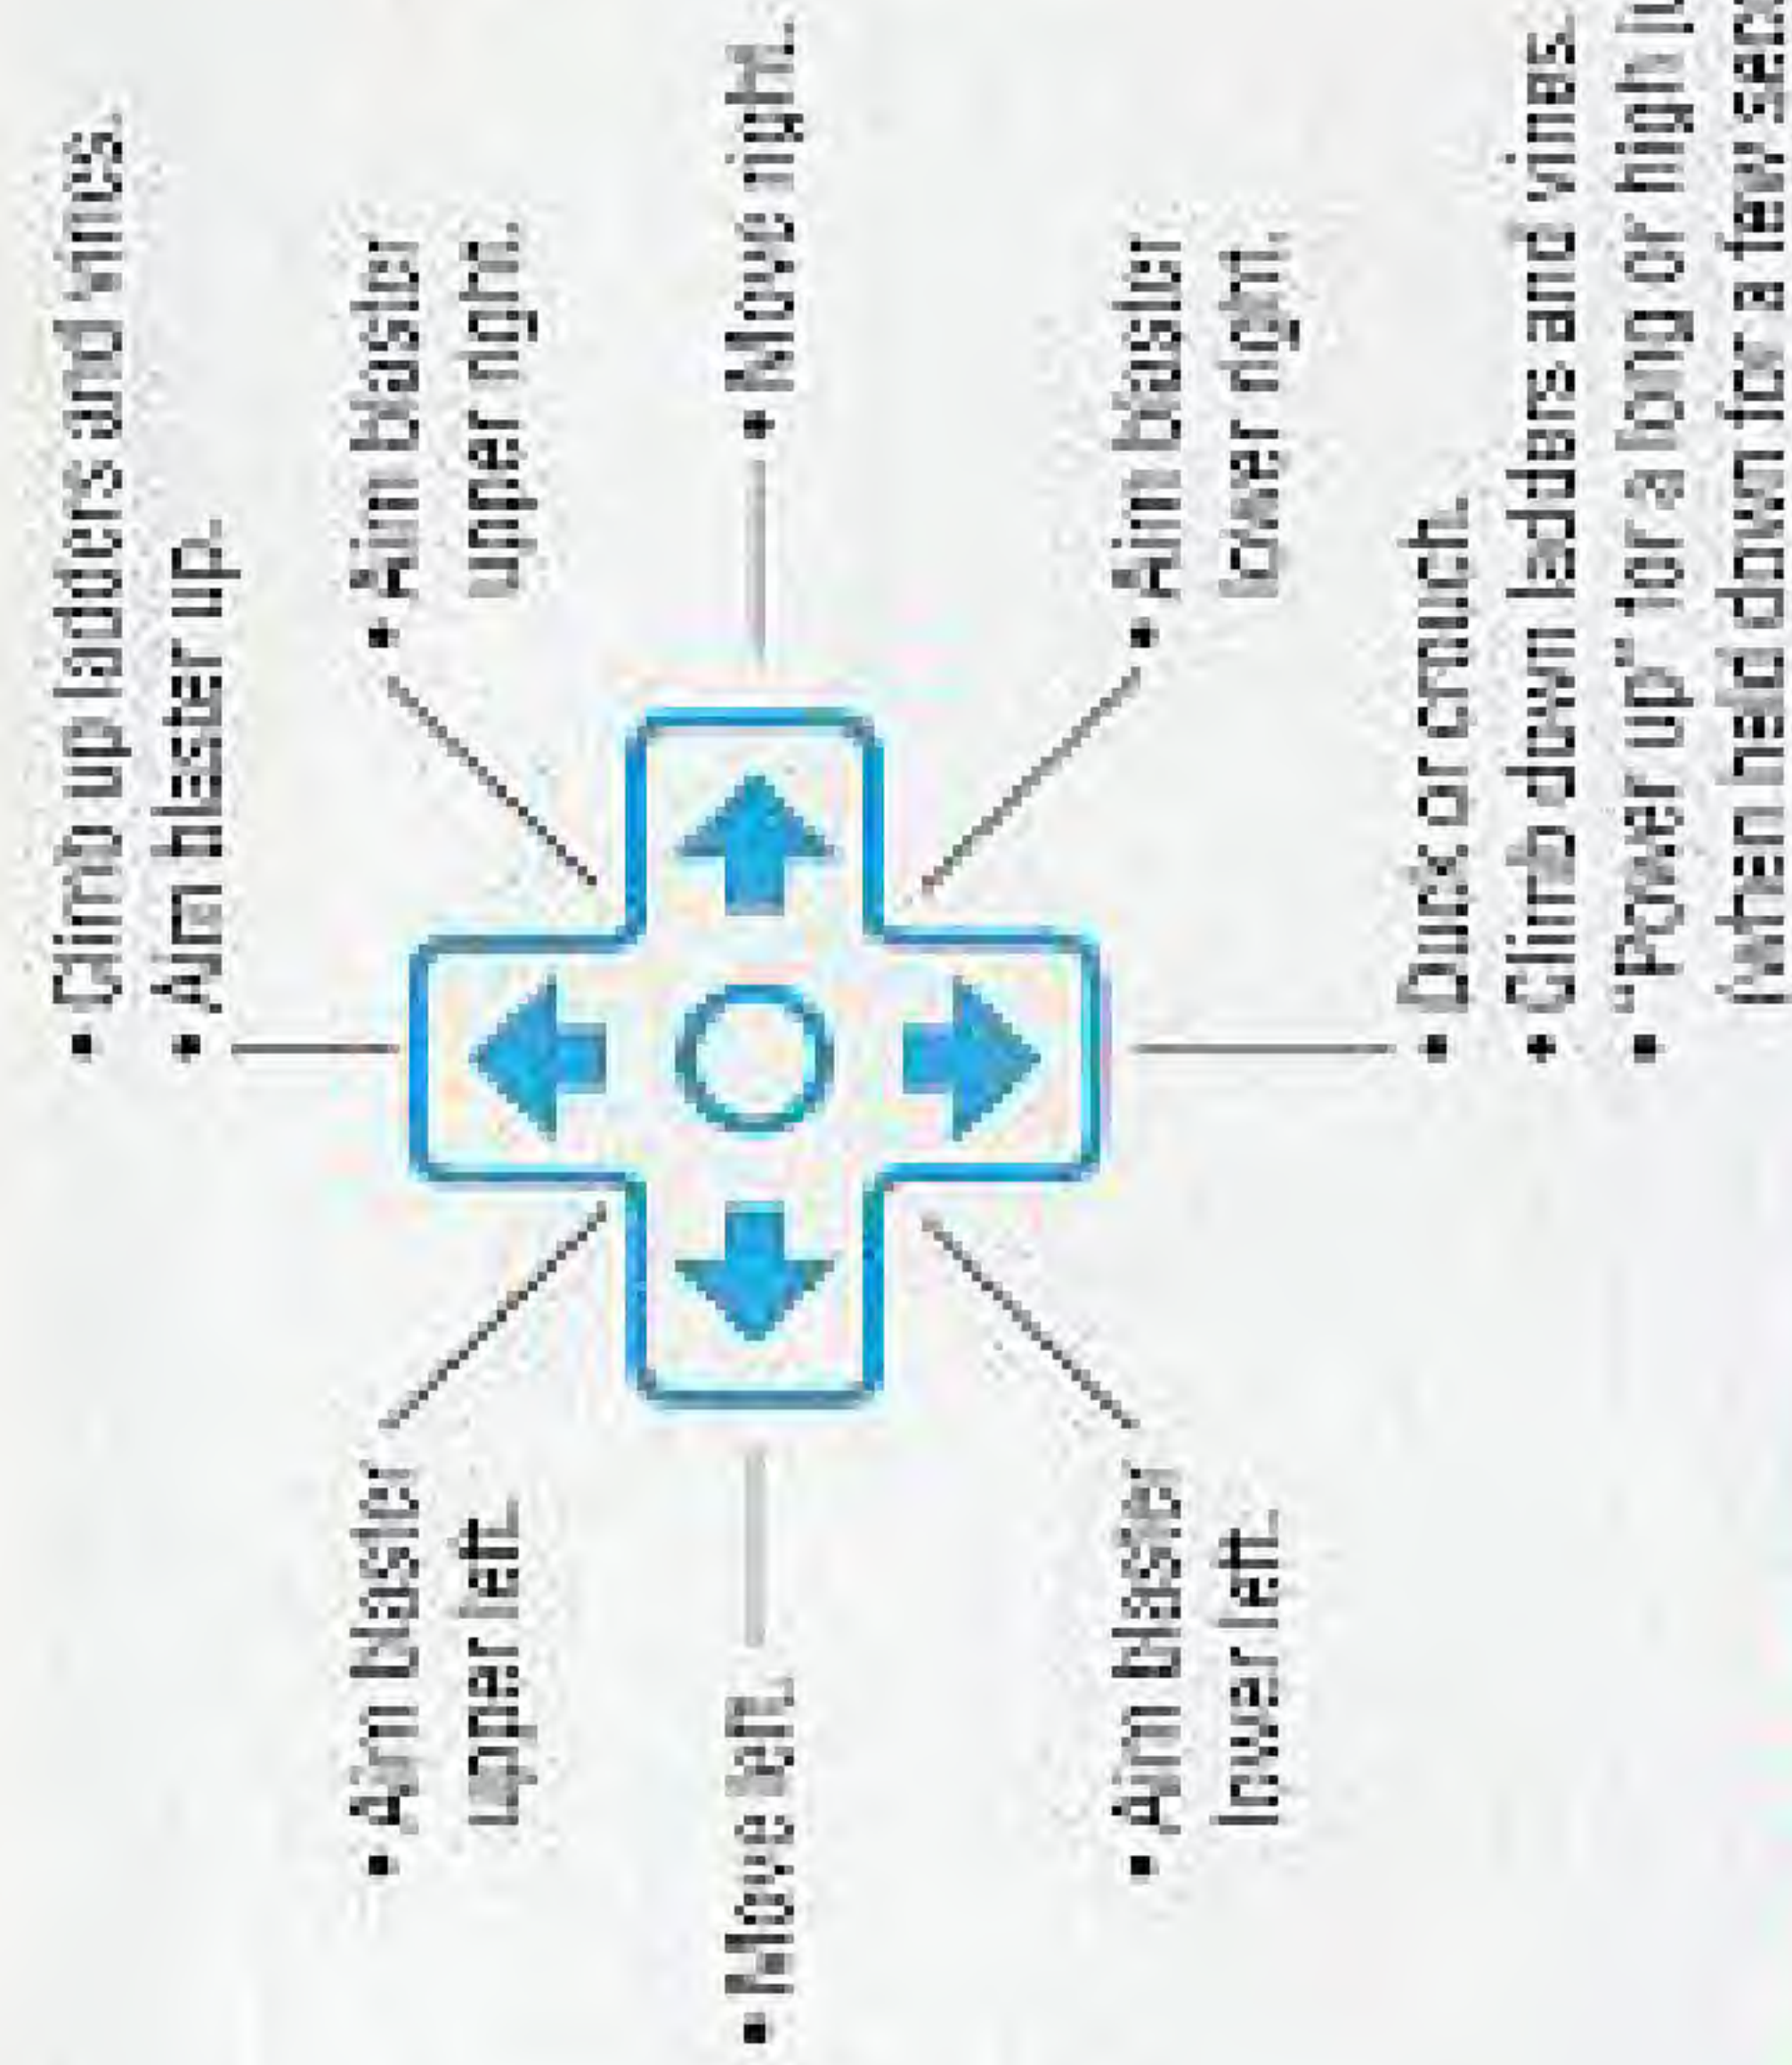 • Climb up ladders and vines.
• Aim blaster up.
• Aim blaster
upper left.
• Aim blaster
upper right.
• Move left.
• Move right.
• Aim blaster
lower left.
• Aim blaster
lower right.
• Duck or crouch.
• Climb down ladders and vines.
• "Power up" for a long or high
(when held down for a few